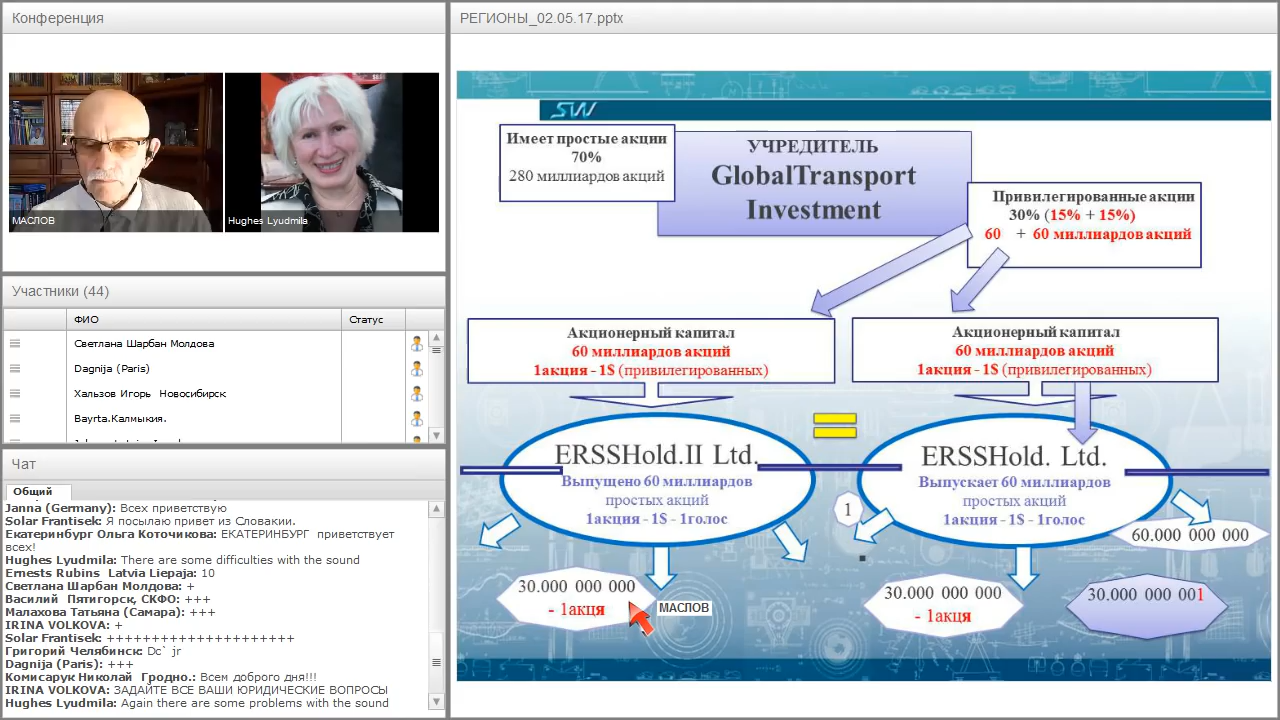 Конференция
МАСЛОВ
Hughes Lyudmila
Участники (44)
ФИО
Статус
Светлана Шарбан Молдова
Dagnija (Paris)
Хальзов Игорь Новосибирск
Bayrta.Калмыкия.
Чат
Общий
Janna (Germany): Всех приветствую
Solar Frantisek: Я посылаю привет из Словакии.
Екатеринбург Ольга Коточикова: ЕКАТЕРИНБУРГ приветствует
всех!
Hughes Lyudmila: There are some difficulties with the sound
Ernests Rubins Latvia Liepaja: 10
Светлана Шарбан Молдова: +
Василий Пятигорск, СКФО: +++
Малахова Татьяна (Самара): +++
IRINA VOLKOVA: +
Solar Frantisek: +++++++++++++++++++++
Григорий Челябинск: Dc` jr
Dagnija (Paris): +++
Комисарук Николай Гродно.: Всем доброго дня!!!
IRINA VOLKOVA: ЗАДАЙТЕ ВСЕ ВАШИ ЮРИДИЧЕСКИЕ ВОПРОСЫ
Hughes Lyudmila: Again there are some problems with the sound
РЕГИОНЫ_02.05.17.pptx
SW
Имеет простые акции
70%
280 миллиардов акций
УЧРЕДИТЕЛЬ
GlobalTransport
Investment
Привилегированные акции
30% (15% + 15%)
60 + 60 миллиардов акций
Акционерный капитал
60 миллиардов акций
1акция - 1$ (привилегированных)
Акционерный капитал
60 миллиардов акций
1акция - 1$ (привилегированных)
ERSSHold.II Ltd.
Выпущено 60 миллиардов
простых акций
1акция - 1$ - 1голос
ERSSHold. Ltd.
Выпускает 60 миллиардов
простых акций
1акция - 1$ - 1голос
1
60.000 000 000
30.000 000 000
- 1акця
МАСЛОВ
30.000 000 000
- 1акця
30.000 000 001